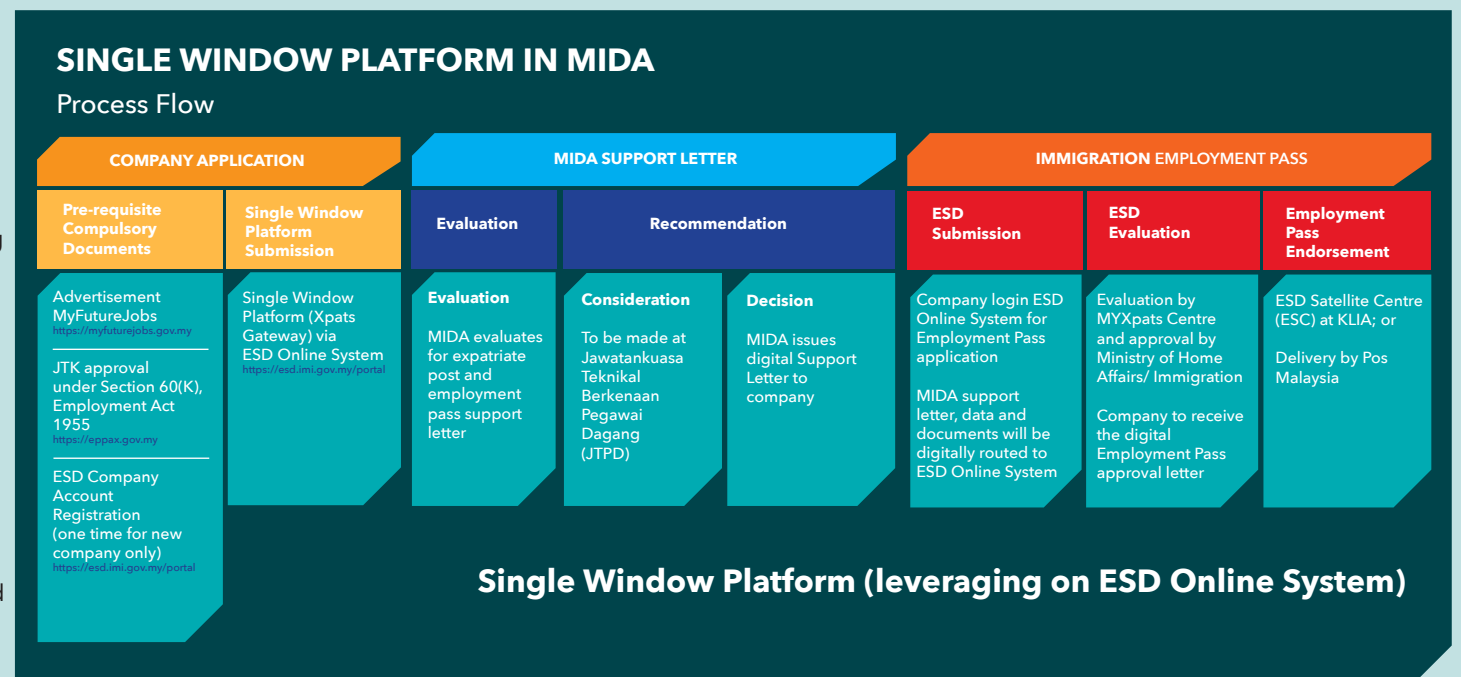 SINGLE WINDOW PLATFORM IN MIDA
Process Flow
COMPANY APPLICATION
Pre-requisite
Compulsory
Documents
Advertisement
MyFutureJobs
https://myfuturejobs.gov.my
JTK approval
under Section 60(K),
Employment Act
1955
https://eppax.gov.my
ESD Company
Account
Registration
(one time for new
company only)
https://esd.imi.gov.my/portal
Single Window
Platform
Submission
Single Window
Platform (Xpats
Gateway) via
ESD Online System
https://esd.imi.gov.my/portal
MIDA SUPPORT LETTER
Evaluation
Evaluation
MIDA evaluates
for expatriate
post and
employment
pass support
letter
Recommendation
Consideration
To be made at
Jawatankuasa
Teknikal
Berkenaan
Pegawai
Dagang
(JTPD)
Decision
MIDA issues
digital Support
Letter to
company
IMMIGRATION EMPLOYMENT PASS
ESD
Submission
Company login ESD
Online System for
Employment Pass
application
MIDA support
letter, data and
documents will be
digitally routed to
ESD Online System
ESD
Evaluation
Evaluation by
MYXpats Centre
and approval by
Ministry of Home
Affairs/ Immigration
Company to receive
the digital
Employment Pass
approval letter
Employment
Pass
Endorsement
ESD Satellite Centre
(ESC) at KLIA; or
Delivery by Pos
Malaysia
Single Window Platform (leveraging on ESD Online System)